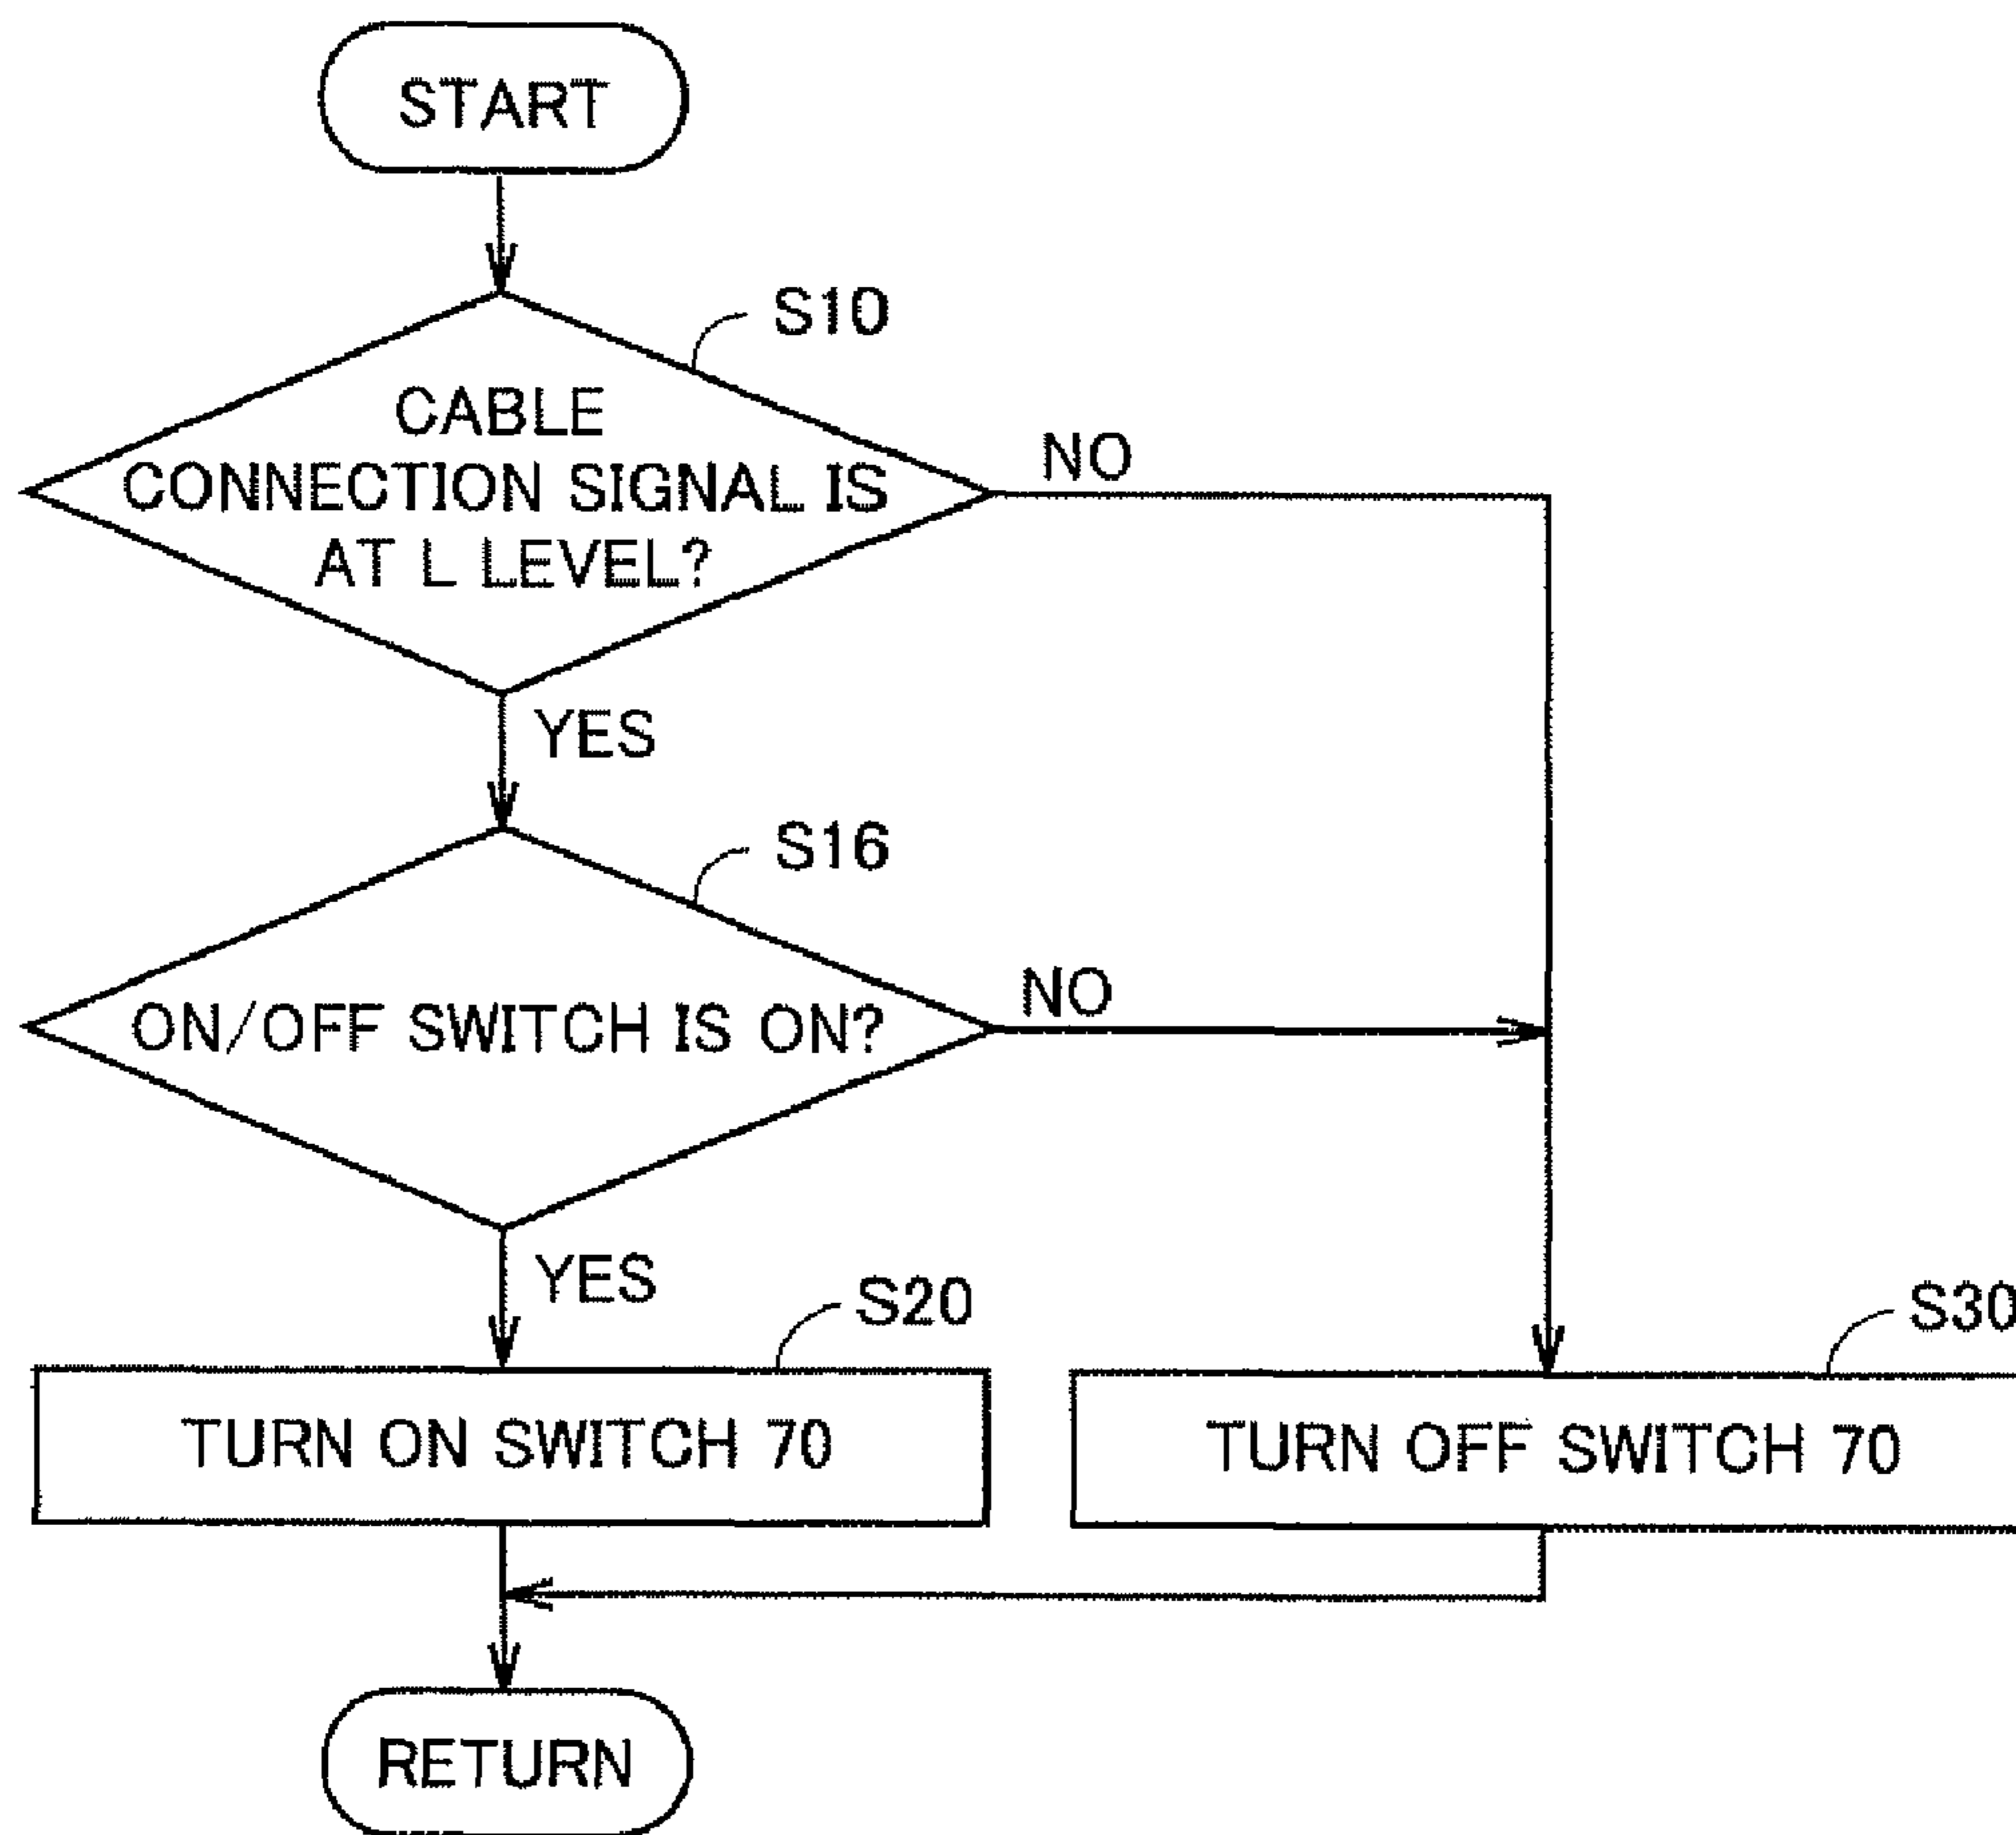 START
S10
CABLE
CONNECTION SIGNAL IS
AT L LEVEL?
NO
YES
S16
ON/OFF SWITCH IS ON?
NO
YES
S20
S30
TURN ON SWITCH 70
TURN OFF SWITCH 70
RETURN